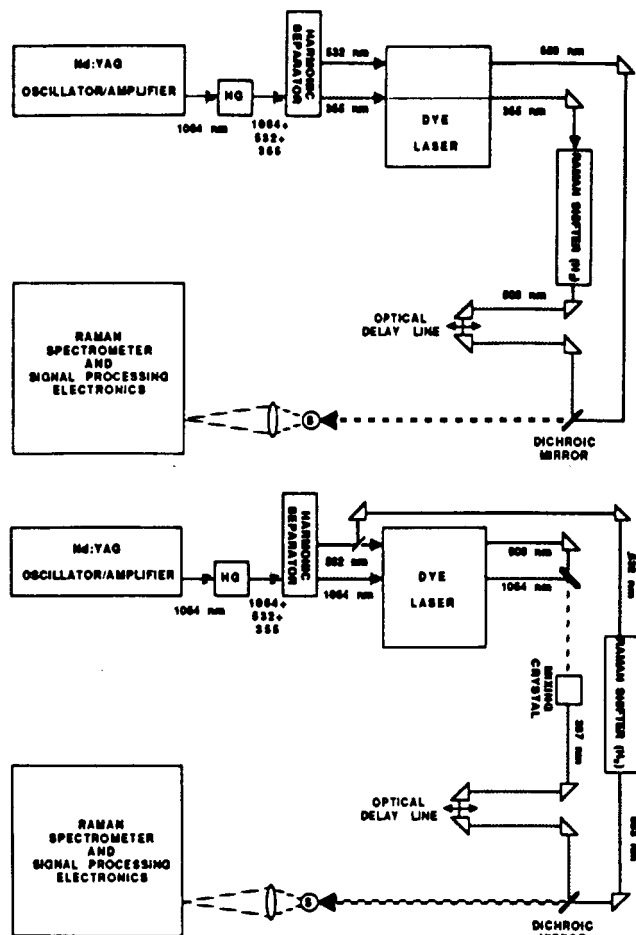 Nd:YAG
OSCILLATOR/AMPLIFIER
1064 nm
HG
1064+
532+
355
HARMONIC
SEPARATOR
532 nm
355 nm
DYE
LASER
355 nm
RAMAN SHIFTER (H₂)
OPTICAL
DELAY LINE
RAMAN
SPECTROMETER
AND
SIGNAL PROCESSING
ELECTRONICS
S
DICHROIC
MIRROR
Nd:YAG
OSCILLATOR/AMPLIFIER
1064 nm
HG
1064+
532+
355
HARMONIC
SEPARATOR
1064 nm
DYE
LASER
1064 nm
532 nm
RAMAN SHIFTER (H₂)
MIXING
CRYSTAL
OPTICAL
DELAY LINE
RAMAN
SPECTROMETER
AND
SIGNAL PROCESSING
ELECTRONICS
S
DICHROIC